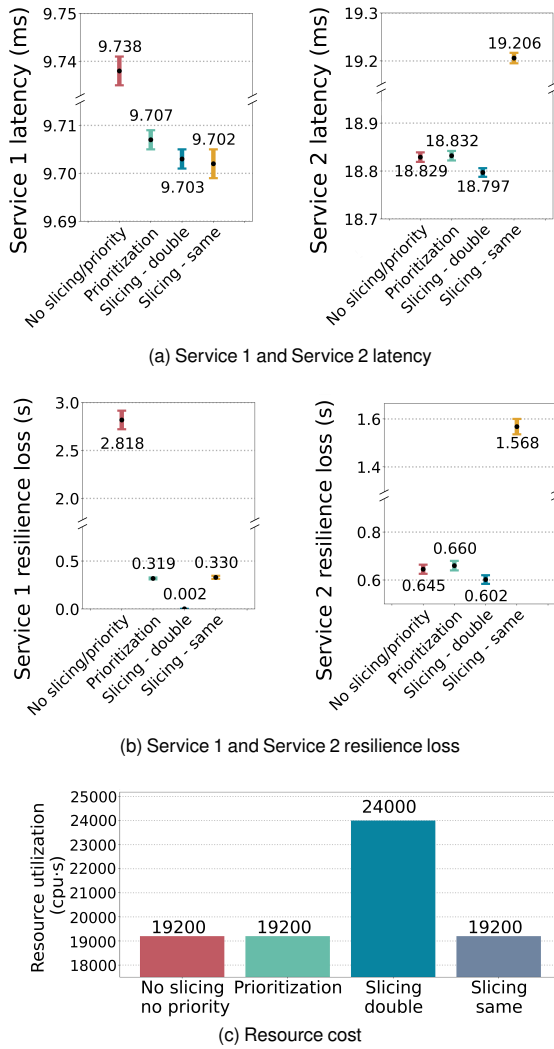 Service 1 latency (ms)
9.75
9.74
9.71
9.70
9.69
9.738
9.707
9.703
9.702
No slicing/priority
Prioritization
Slicing - double
Slicing - same
Service 2 latency (ms)
19.2
18.9
18.8
18.7
18.829
18.832
18.797
19.206
No slicing/priority
Prioritization
Slicing - double
Slicing - same
(a) Service 1 and Service 2 latency
Service 1 resilience loss (s)
3.0
2.5
2.0
0.5
0.0
2.818
0.319
0.002
0.330
No slicing/priority
Prioritization
Slicing - double
Slicing - same
Service 2 resilience loss (s)
1.6
1.4
0.8
0.6
0.645
0.660
0.602
1.568
No slicing/priority
Prioritization
Slicing - double
Slicing - same
(b) Service 1 and Service 2 resilience loss
Resource utilization
(cpu·s)
25000
24000
23000
22000
21000
20000
19000
18000
19200
19200
24000
19200
No slicing
no priority
Prioritization
Slicing
double
Slicing
same
(c) Resource cost